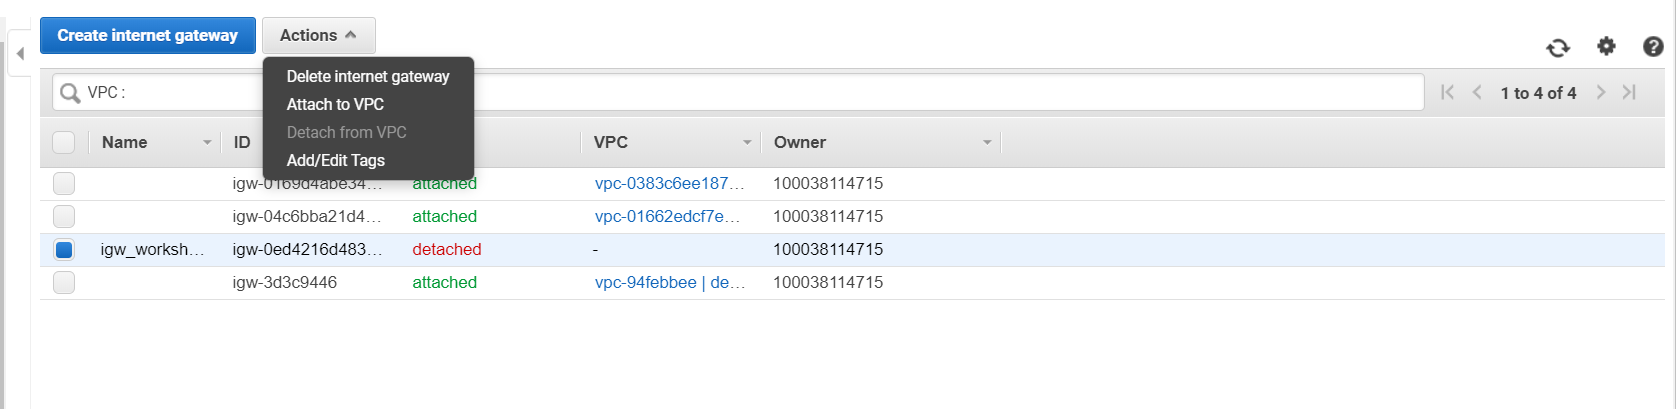 Create internet gateway Actions
Delete internet gateway
Attach to VPC
Detach from VPC
Add/Edit Tags
VPC : 1 to 4 of 4
Name ID VPC Owner
igw-0169d4abe34... attached vpc-0383c6ee187... 100038114715
igw-04c6bba21d4... attached vpc-01662edcf7e... 100038114715
igw_worksh... igw-0ed4216d483... detached - 100038114715
igw-3d3c9446 attached vpc-94febbee | de... 100038114715